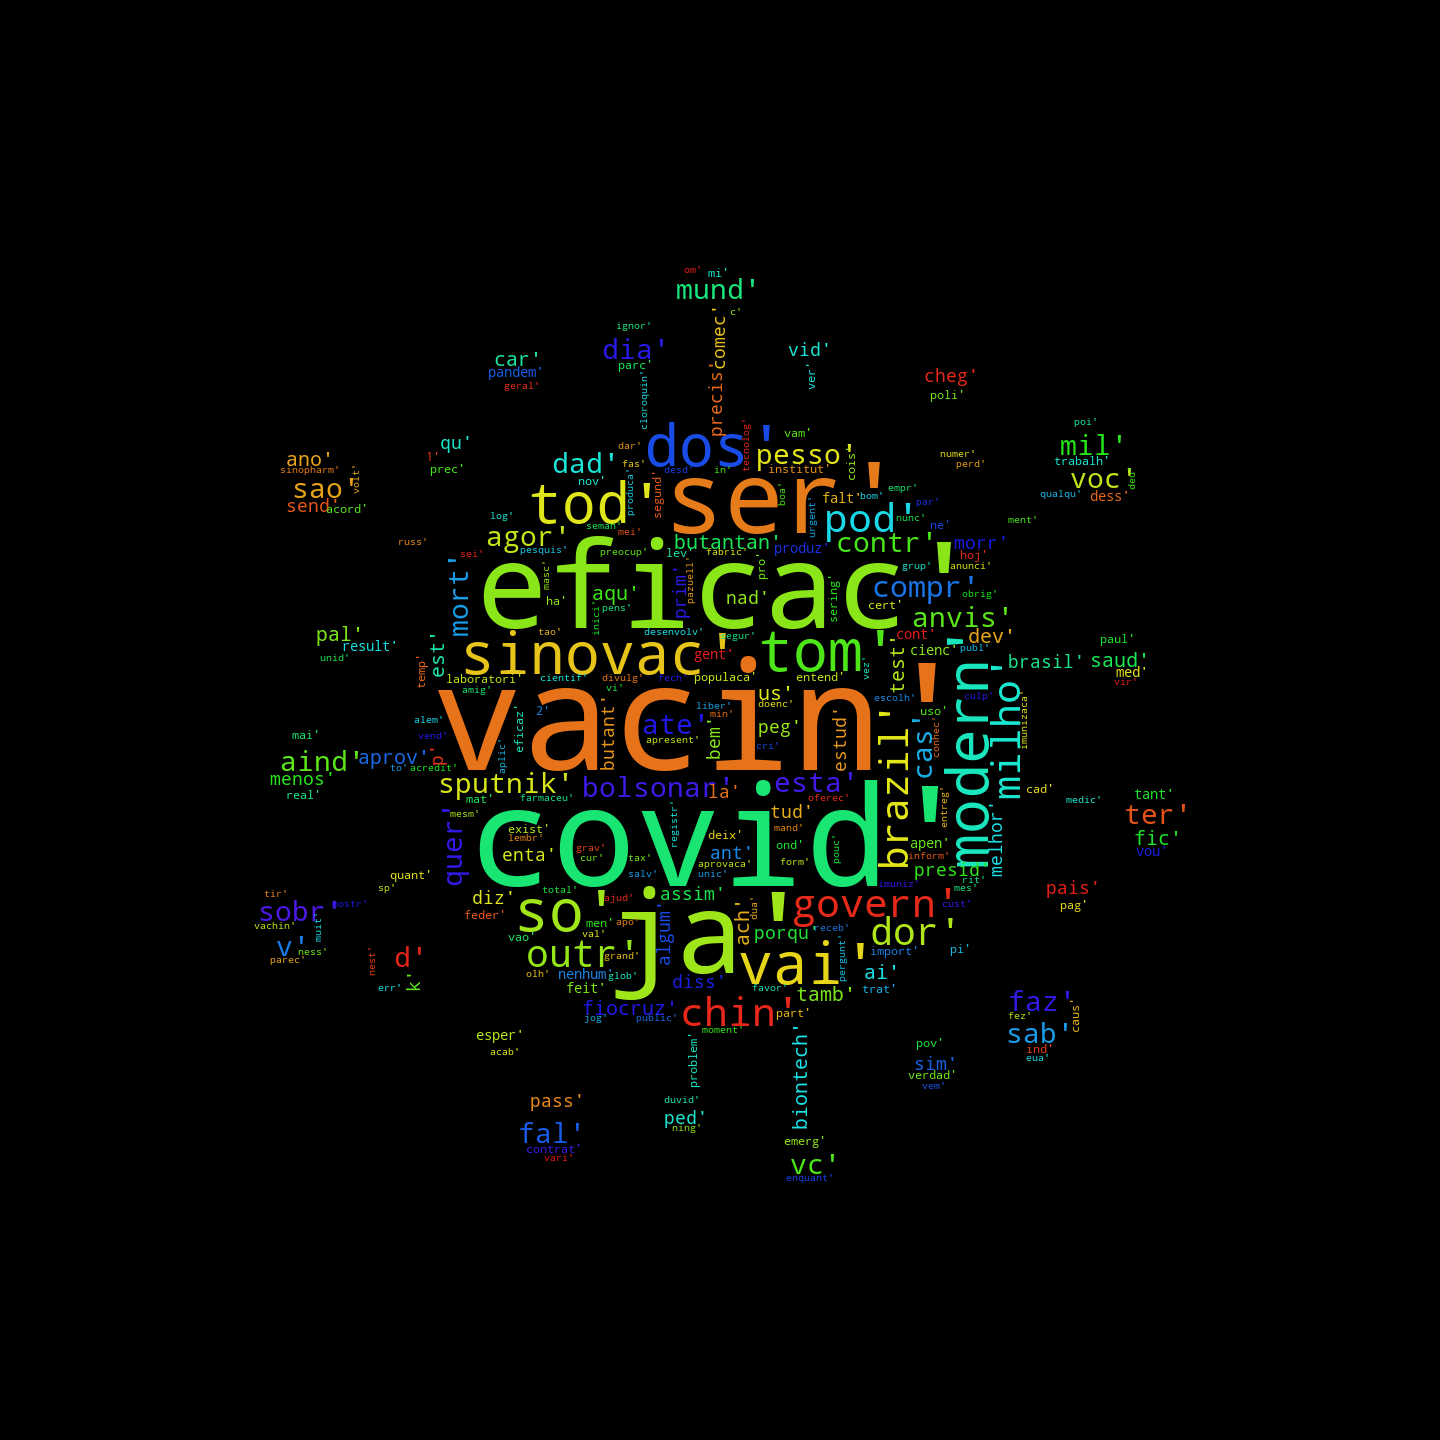 om' mi'
mund'
c'
ignor'
dia'
comec'
vid'
car'
parc'
pandem'
geral'
cloroquin'
precis'
ver'
cheg'
poli'
poi'
qu'
dar'
dos'
tecnolog'
vam'
mil'
ano'
1'
dad'
fas'
pesso'
cois'
numer'
trabalh'
sinopharm'
volt'
prec'
desd'
in'
institut'
perd'
voc'
ded'
sao'
nov'
produca'
segund'
ser'
boa'
bom'
empr'
qualqu'
dess'
send'
acord'
tod'
falt'
par'
log'
seman'
mei'
urgent'
pod'
nunc'
ne'
ment'
russ'
agor'
butantan'
produz'
contr'
morr'
sei'
pesquis'
preocup'
lev'
fabric'
hoj'
eficac'
pro'
grup'
anunci'
mort'
masc'
aqu'
prim'
pazuell'
nad'
sering'
compr'
obrig'
ha'
inici'
pens'
cert'
anvis'
pal'
tao'
desenvolv'
segur'
tom'
cont'
dev'
paul'
result'
est'
sinovac'
gent'
vez'
test'
cienc'
publ'
brasil'
saud'
unid'
temp'
laboratori'
cientif'
divulg'
fech'
populaca'
entend'
med'
vir'
amig'
vi'
us'
escolh'
culp'
vacin'
liber'
doenc'
modern'
milho'
imunizaca'
alem'
eficaz'
2'
butant'
ate'
min'
bem'
peg'
estud'
brazil'
cas'
uso'
conhec'
mai'
vend'
apresent'
cri'
aind'
aprov'
p'
to'
acredit'
aplic'
menos'
sputnik'
bolsonar'
la'
esta'
entreg'
cad'
real'
mat'
farmaceu'
oferec'
medic'
tant'
quer'
mesm'
covid'
tud'
melhor'
ter'
exist'
registr'
mand'
lembr'
deix'
pouc'
apen'
fic'
enta'
grav'
cur'
tax'
ant'
ond'
form'
inform'
vou'
quant'
salv'
unic'
aprovaca'
presid'
rit'
sp'
imuniz'
mes'
pais'
tir'
diz'
total'
ajud'
assim'
dua'
govern'
cust'
pag'
sobr'
mostr'
feder'
so'
men'
apo'
algum'
ja'
ach'
vachin'
muit'
vao'
val'
porqu'
receb'
dor'
v'
ness'
d'
outr'
grand'
vai'
pergunt'
import'
pi'
parec'
nest'
olh'
nenhum'
glob'
ai'
err'
k'
feit'
diss'
favor'
tamb'
trat'
fiocruz'
chin'
part'
faz'
jog'
public'
moment'
fez'
caus'
esper'
problem'
biontech'
sab'
acab'
pov'
ind'
sim'
eua'
verdad'
vem'
pass'
duvid'
ped'
fal'
ning'
emerg'
contrat'
vari'
vc'
enquant'